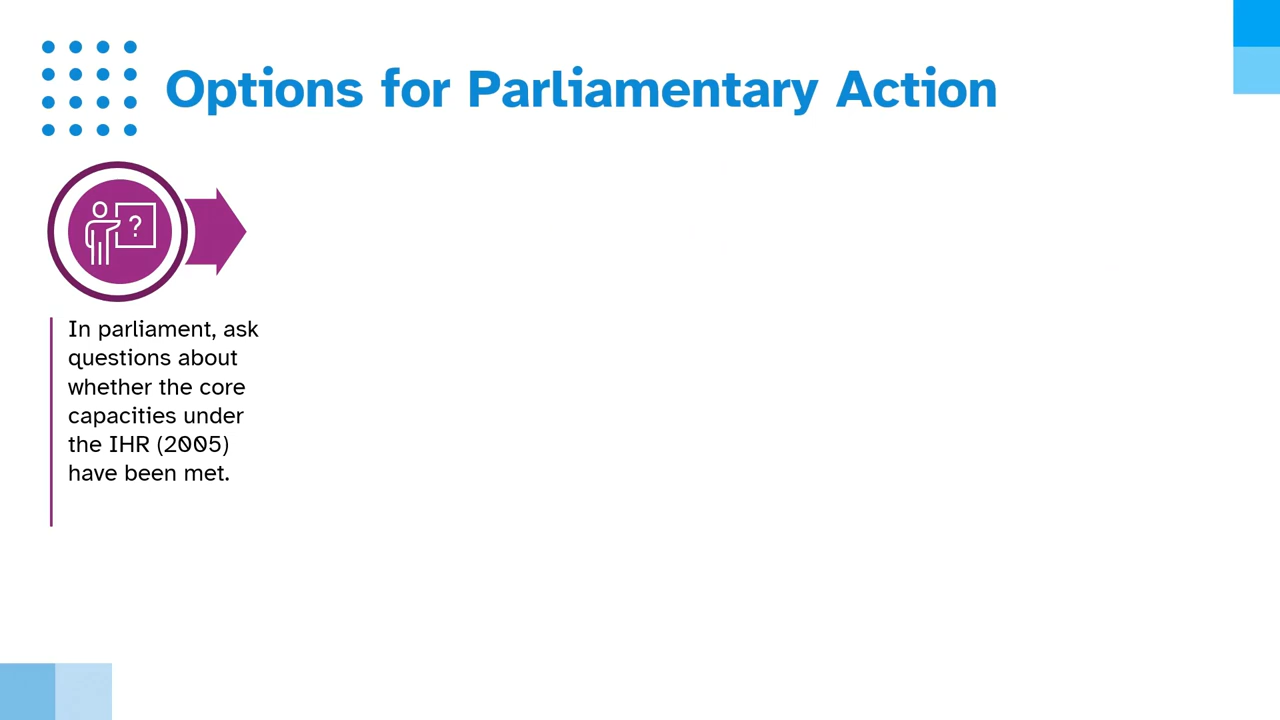 Options for Parliamentary Action
?
In parliament, ask
questions about
whether the core
capacities under
the IHR (2005)
have been met.